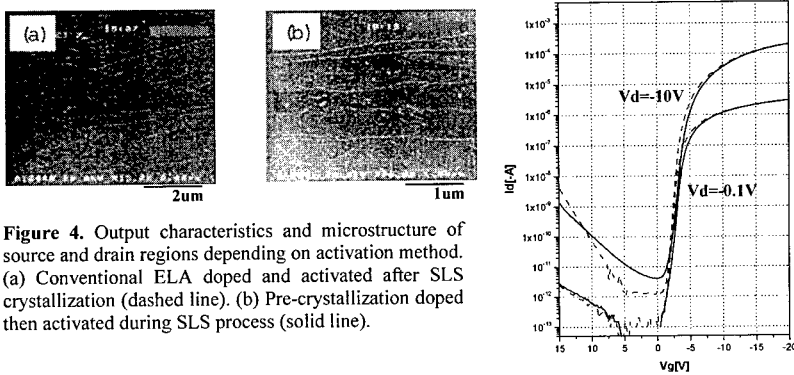 (a)
(b)
2um
1um
Figure 4. Output characteristics and microstructure of
source and drain regions depending on activation method.
(a) Conventional ELA doped and activated after SLS
crystallization (dashed line). (b) Pre-crystallization doped
then activated during SLS process (solid line).
Id[-A]
1x10⁻³
1x10⁻⁴
1x10⁻⁵
1x10⁻⁶
1x10⁻⁷
1x10⁻⁸
1x10⁻⁹
1x10⁻¹⁰
1x10⁻¹¹
1x10⁻¹²
1x10⁻¹³
Vd=-10V
Vd=-0.1V
15 10 5 0 -5 -10 -15 -20
Vg[V]